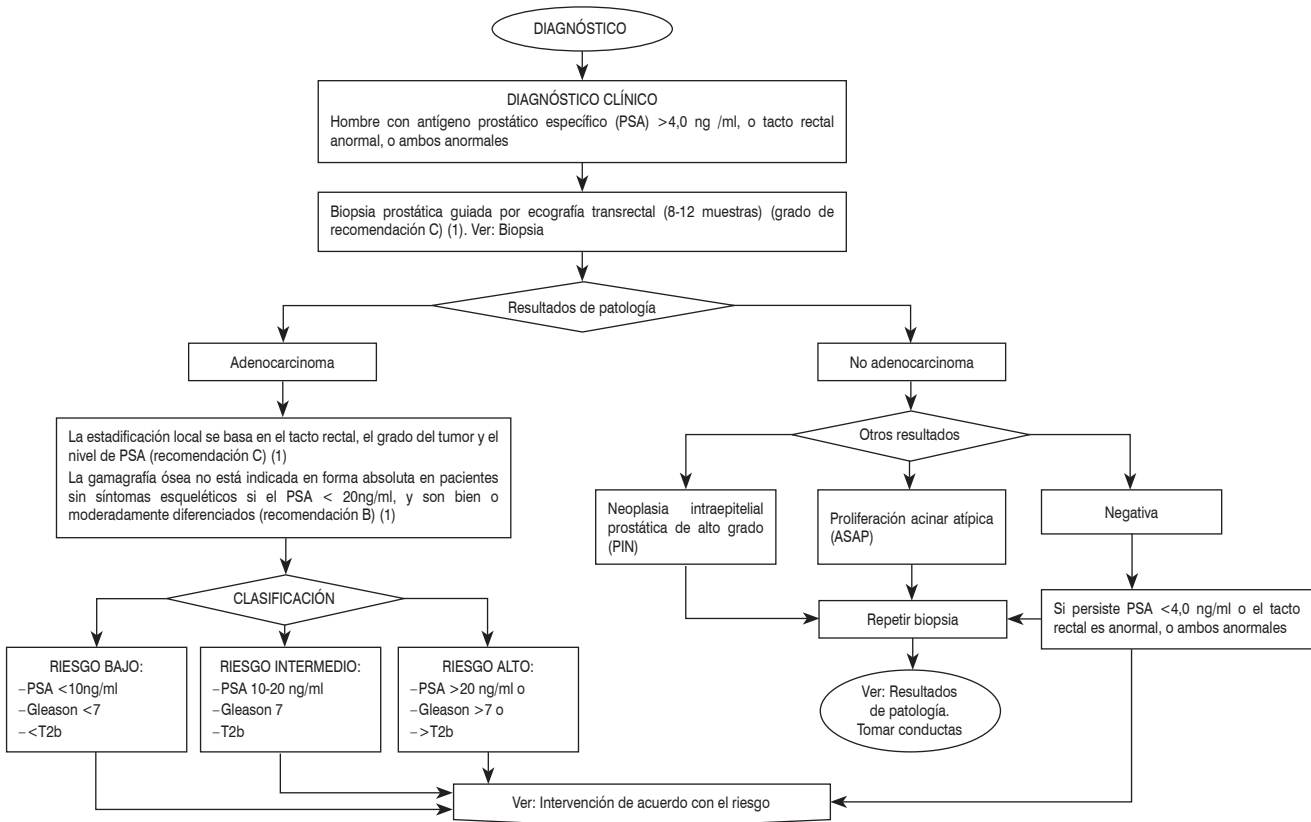 DIAGNÓSTICO
DIAGNÓSTICO CLÍNICO
Hombre con antígeno prostático específico (PSA) >4,0 ng /ml, o tacto rectal
anormal, o ambos anormales
Biopsia prostática guiada por ecografía transrectal (8-12 muestras) (grado de
recomendación C) (1). Ver: Biopsia
Resultados de patología
Adenocarcinoma
No adenocarcinoma
La estadificación local se basa en el tacto rectal, el grado del tumor y el
nivel de PSA (recomendación C) (1)
La gamagrafía ósea no está indicada en forma absoluta en pacientes
sin síntomas esqueléticos si el PSA < 20ng/ml, y son bien o
moderadamente diferenciados (recomendación B) (1)
Otros resultados
Neoplasia intraepitelial
prostática de alto grado
(PIN)
Proliferación acinar atípica
(ASAP)
Negativa
CLASIFICACIÓN
Repetir biopsia
Si persiste PSA <4,0 ng/ml o el tacto
rectal es anormal, o ambos anormales
RIESGO BAJO:
–PSA <10ng/ml
–Gleason <7
–<T2b
RIESGO INTERMEDIO:
–PSA 10-20 ng/ml
–Gleason 7
–T2b
RIESGO ALTO:
–PSA >20 ng/ml o
–Gleason >7 o
–>T2b
Ver: Resultados
de patología.
Tomar conductas
Ver: Intervención de acuerdo con el riesgo